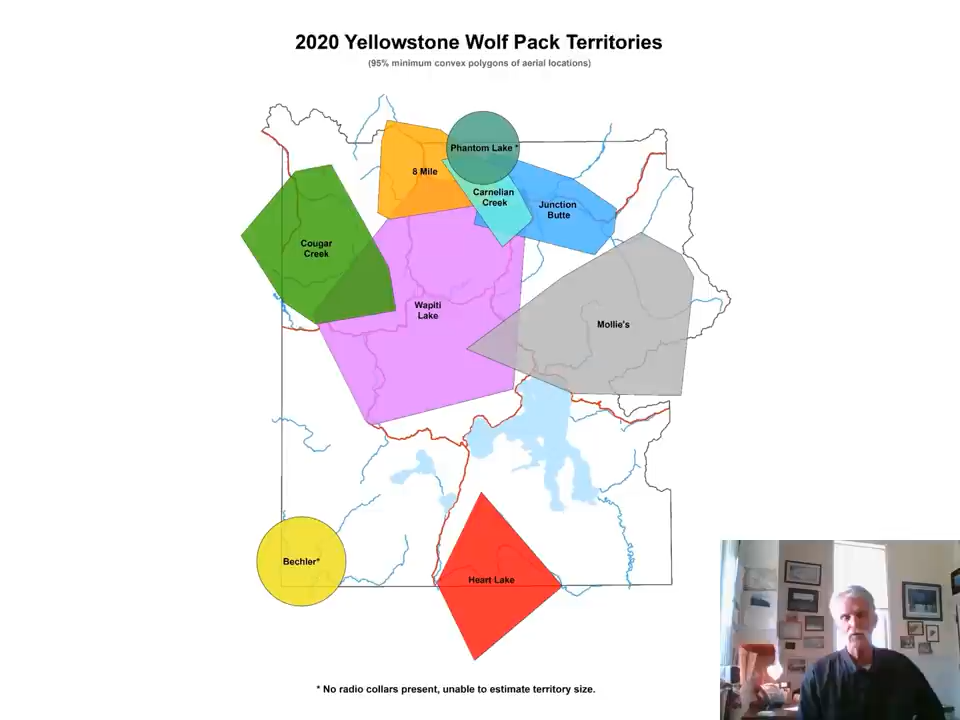 2020 Yellowstone Wolf Pack Territories
(95% minimum convex polygons of aerial locations)
Phantom Lake *
8 Mile
Carnelian
Creek
Junction
Butte
Cougar
Creek
Wapiti
Lake
Mollie's
Bechler*
Heart Lake
* No radio collars present, unable to estimate territory size.